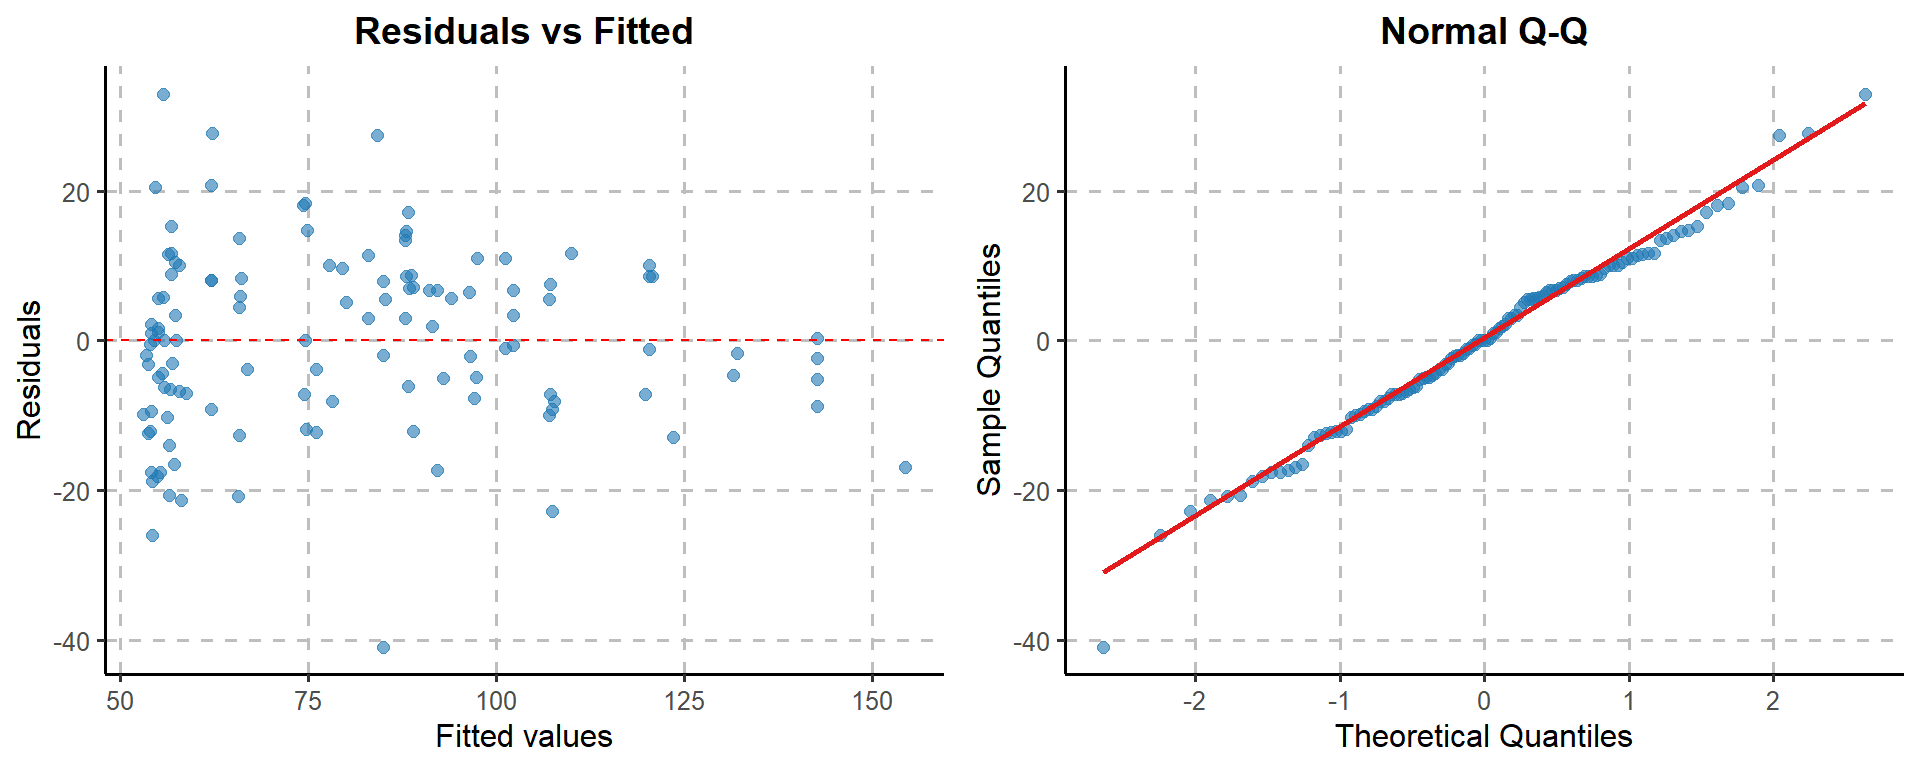 Residuals vs Fitted
Residuals
20
0
-20
-40
50 75 100 125 150
Fitted values
Normal Q-Q
Sample Quantiles
20
0
-20
-40
-2 -1 0 1 2
Theoretical Quantiles